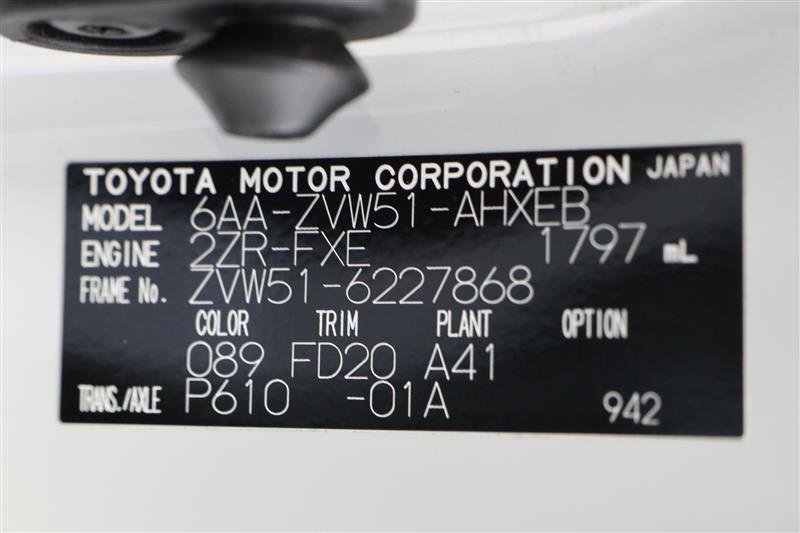 TOYOTA MOTOR CORPORATION JAPAN
MODEL 6AA-ZVW51-AHXEB
ENGINE 2ZR-FXE 1797 mL
FRAME No. ZVW51-6227868
COLOR TRIM PLANT OPTION
089 FD20 A41
TRANS./AXLE P610 -01A 942